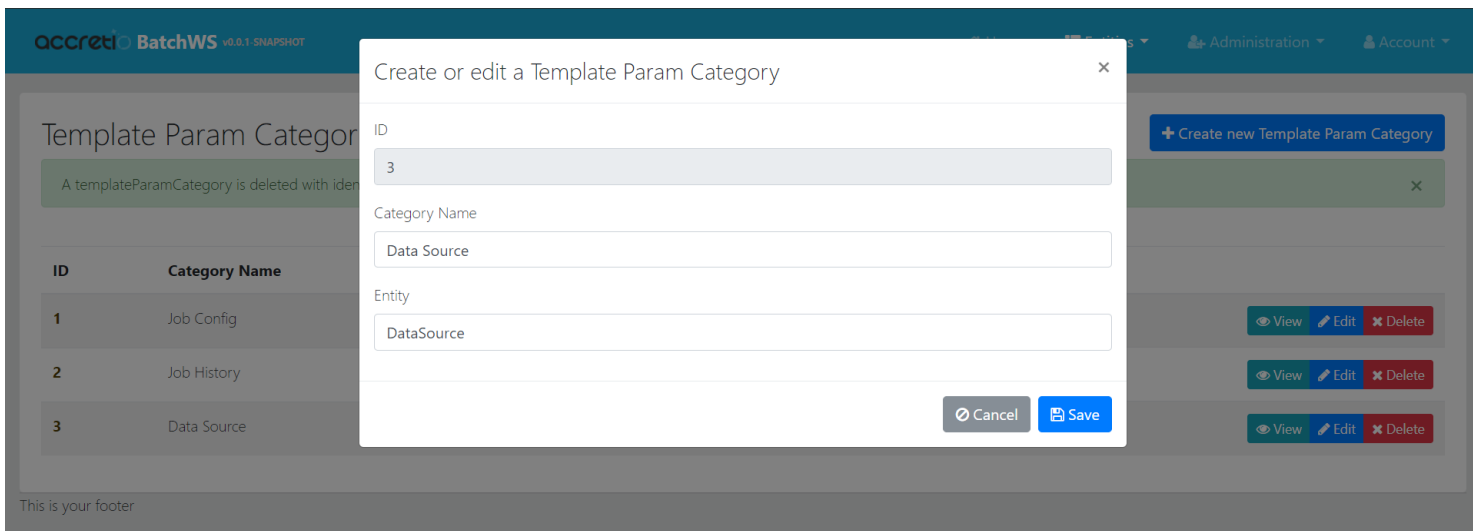 accretio BatchWS v0.0.1-SNAPSHOT
Entities
Administration
Account
Create or edit a Template Param Category
×
ID
3
Category Name
Data Source
Entity
DataSource
Cancel
Save
Template Param Categor
+ Create new Template Param Category
A templateParamCategory is deleted with iden
×
ID Category Name
1 Job Config View Edit Delete
2 Job History View Edit Delete
3 Data Source View Edit Delete
This is your footer